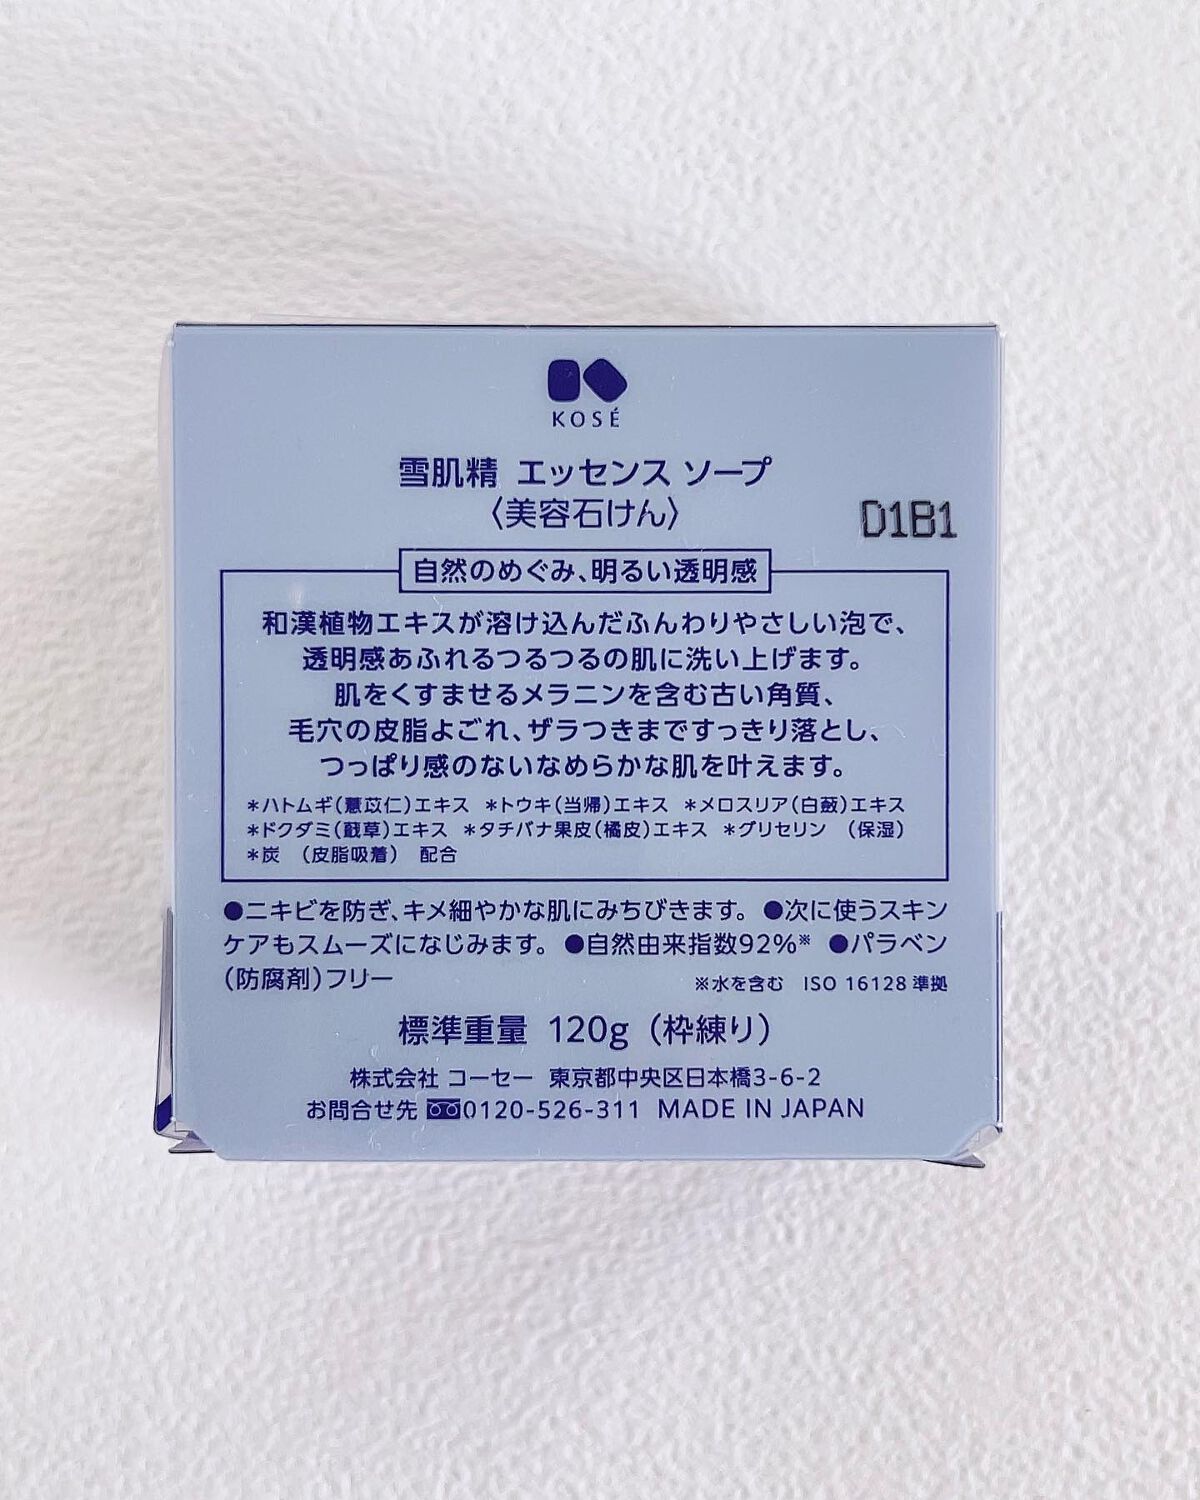 KOSÉ
雪肌精 エッセンス ソープ
〈美容石けん〉
D1B1
自然のめぐみ、明るい透明感
和漢植物エキスが溶け込んだふんわりやさしい泡で、
透明感あふれるつるつるの肌に洗い上げます。
肌をくすませるメラニンを含む古い角質、
毛穴の皮脂よごれ、ザラつきまですっきり落とし、
つっぱり感のないなめらかな肌を叶えます。
*ハトムギ(薏苡仁)エキス *トウキ(当帰)エキス *メロスリア(白蘞)エキス
*ドクダミ(蕺草)エキス *タチバナ果皮(橘皮)エキス *グリセリン (保湿)
*炭 (皮脂吸着) 配合
●ニキビを防ぎ、キメ細やかな肌にみちびきます。 ●次に使うスキン
ケアもスムーズになじみます。 ●自然由来指数92%※ ●パラベン
(防腐剤)フリー ※水を含む ISO 16128準拠
標準重量 120g (枠練り)
株式会社 コーセー 東京都中央区日本橋3-6-2
お問合せ先 0120-526-311 MADE IN JAPAN